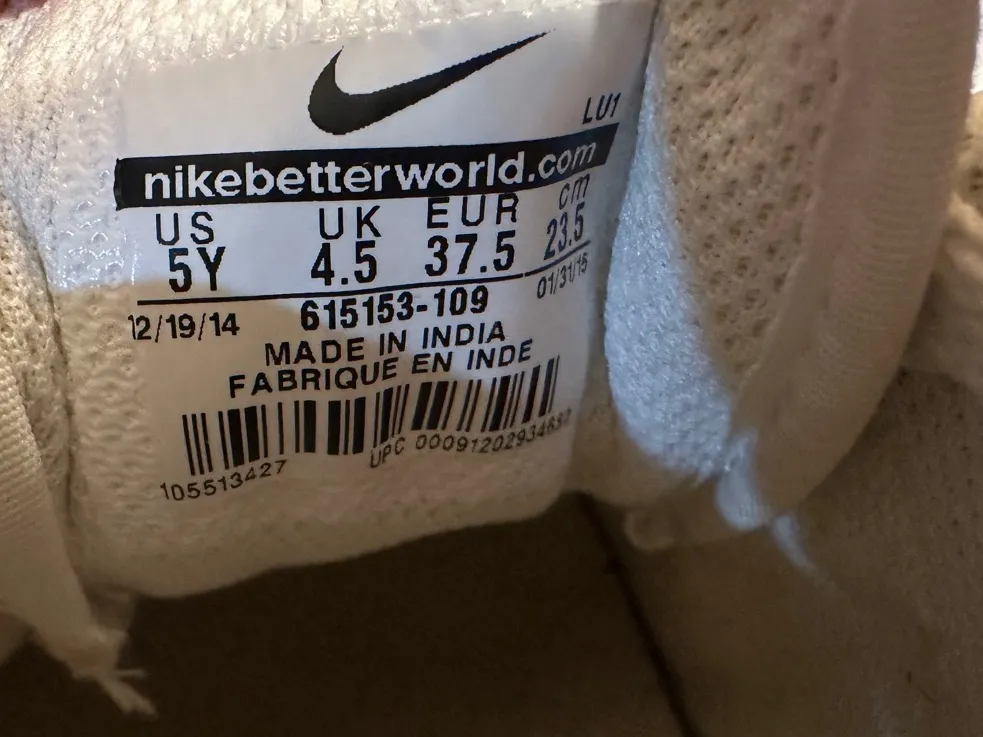 LU1
nikebetterworld.com
US UK EUR cm
5Y 4.5 37.5 23.5
12/19/14 615153-109 01/31/15
MADE IN INDIA
FABRIQUE EN INDE
105513427 UPC